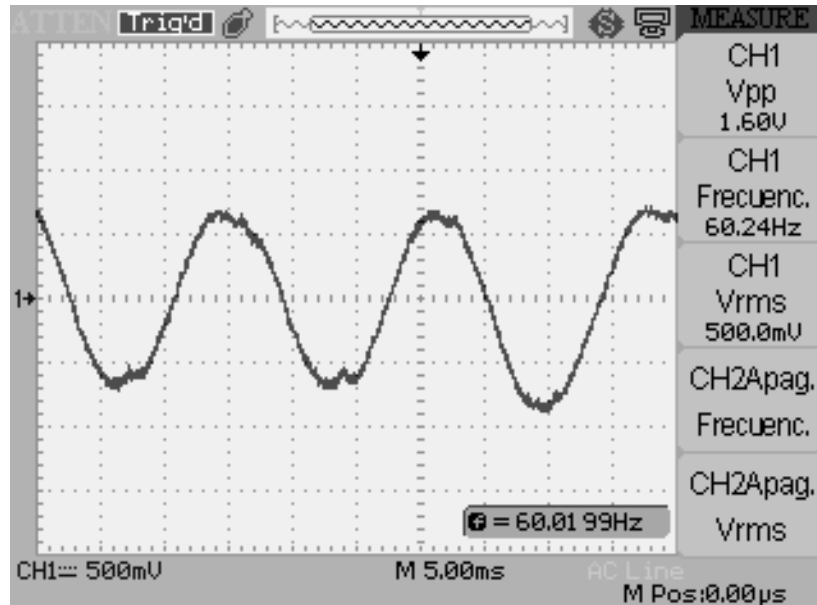 ATTEN Trig'd S MEASURE
CH1
Vpp
1.60V
CH1
Frecuenc.
60.24Hz
CH1
Vrms
500.0mV
CH2Apag.
Frecuenc.
CH2Apag.
Vrms
1
f = 60.0199Hz
CH1 500mV M 5.00ms AC Line
M Pos:0.00μs